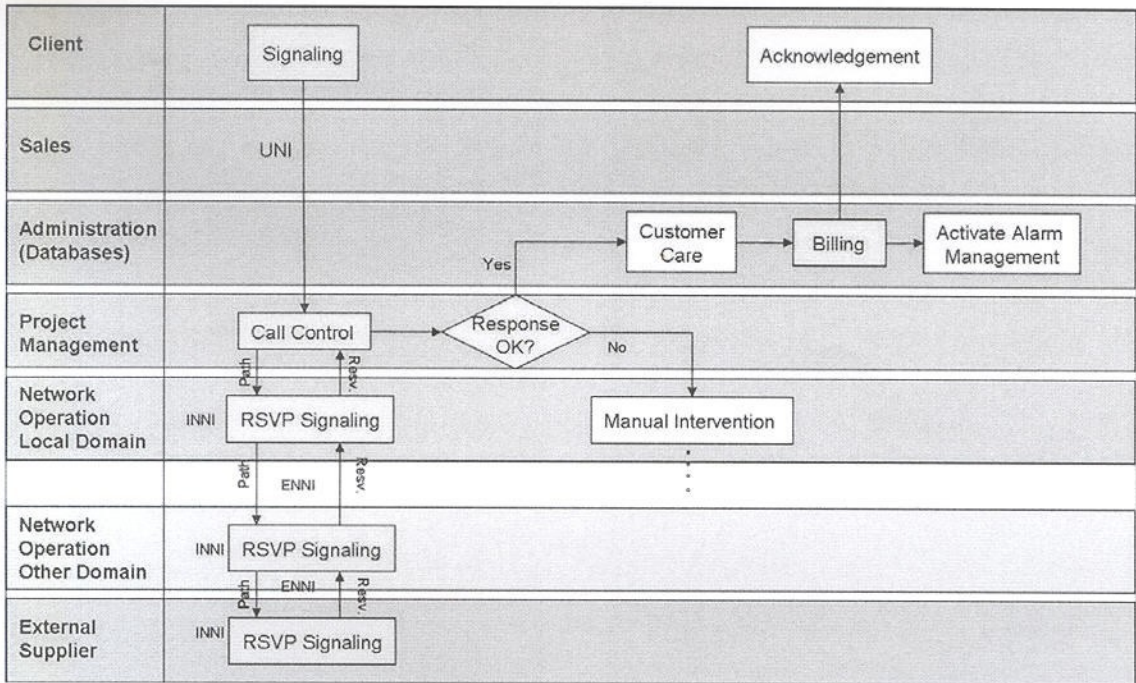 Client
Signaling
Acknowledgement
Sales
UNI
Administration
(Databases)
Customer
Care
Billing
Activate Alarm
Management
Yes
Project
Management
Call Control
Response
OK?
No
Path
Resv.
Network
Operation
Local Domain
INNI
RSVP Signaling
Manual Intervention
Path
ENNI
Resv.
Network
Operation
Other Domain
INNI
RSVP Signaling
Path
ENNI
Resv.
External
Supplier
INNI
RSVP Signaling